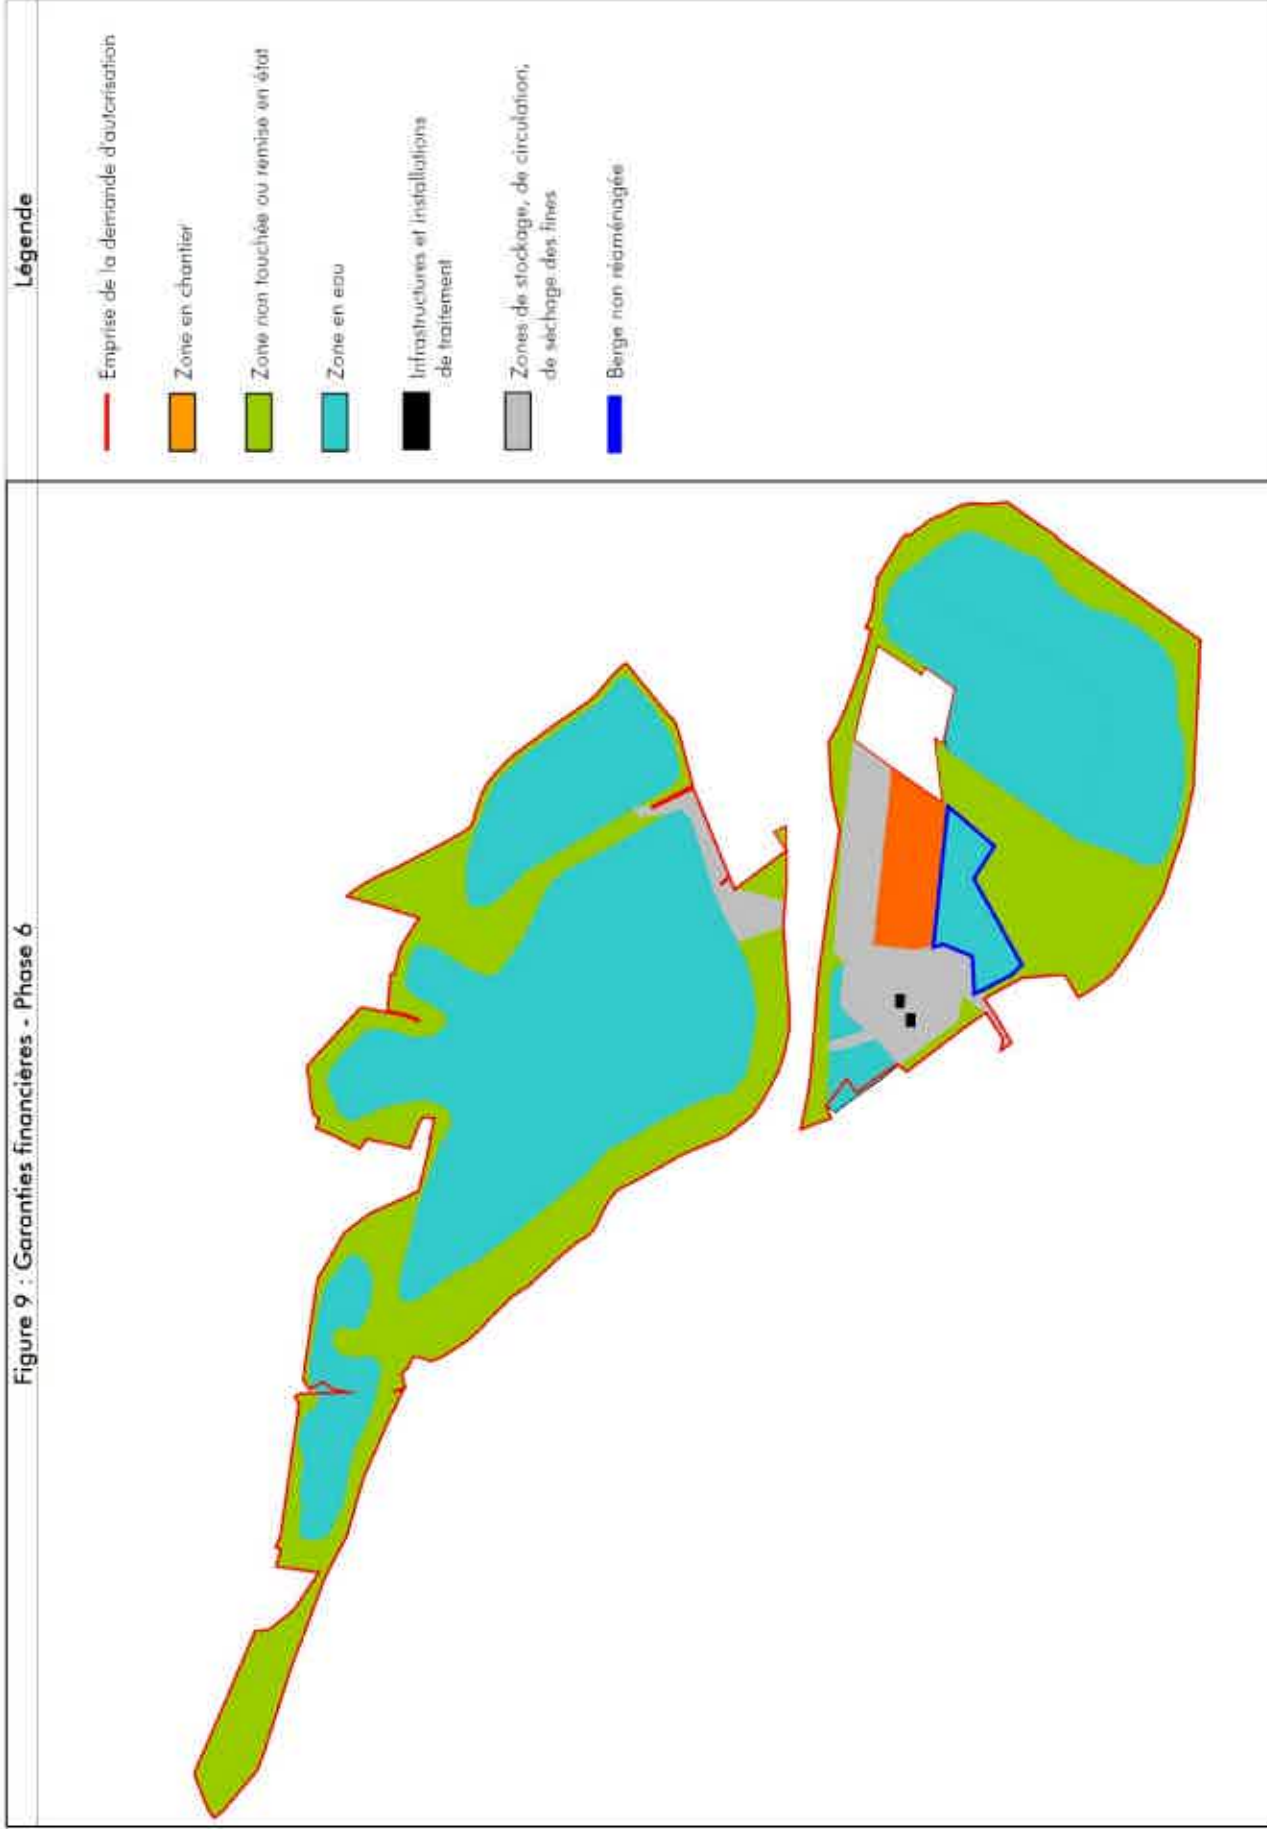 Figure 9 : Garanties financières - Phase 6
Légende
Emprise de la demande d'autorisation
Zone en chantier
Zone non touchée ou remise en état
Zone en eau
Infrastructures et installations
de traitement
Zones de stockage, de circulation,
de séchage des fines
Berge non réaménagée